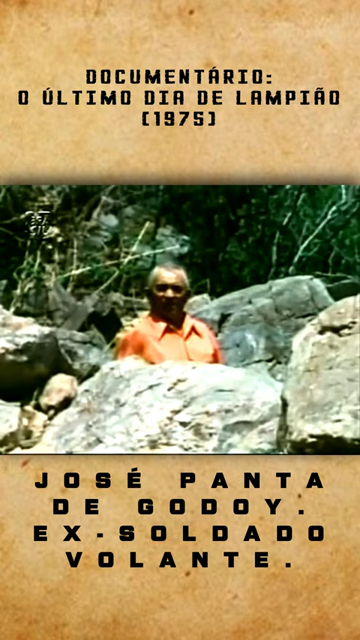 DOCUMENTÁRIO:
O ÚLTIMO DIA DE LAMPIÃO
(1975)
JOSÉ PANTA
DE GODOY.
EX-SOLDADO
VOLANTE.